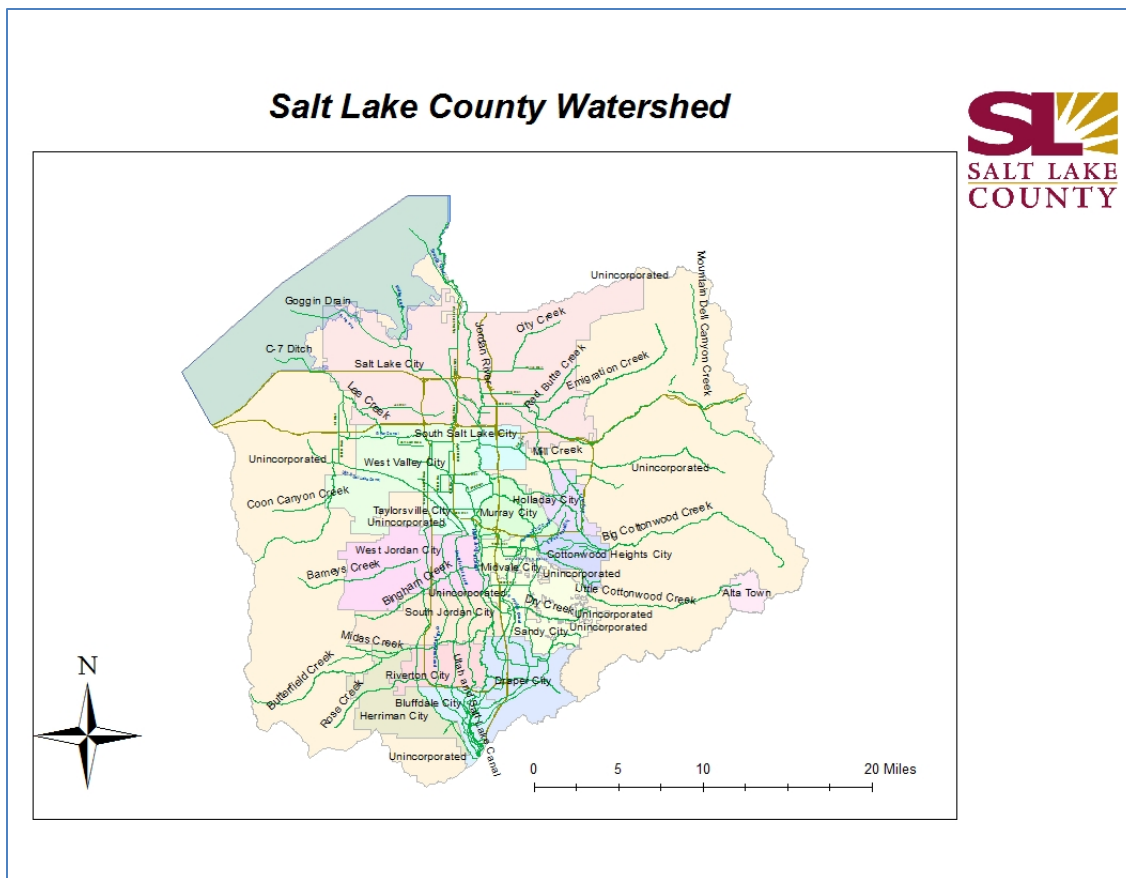 Salt Lake County Watershed
SL
SALT LAKE
COUNTY
Unincorporated
Mountain Dell Canyon Creek
Goggin Drain
City Creek
Jordan River
C-7 Ditch
Salt Lake City
Red Butte Creek
Emigration Creek
Lee Creek
South Salt Lake City
Mill Creek
Unincorporated
West Valley City
Unincorporated
Coon Canyon Creek
Holladay City
Taylorsville City
Murray City
Unincorporated
Big Cottonwood Creek
West Jordan City
Cottonwood Heights City
Barneys Creek
Bingham Creek
Midvale City
Unincorporated
Unincorporated
Little Cottonwood Creek
Alta Town
Dry Creek
South Jordan City
Unincorporated
Sandy City
Unincorporated
Midas Creek
Butterfield Creek
Riverton City
Utah and Salt Lake Canal
Draper City
Rose Creek
Bluffdale City
Herriman City
Unincorporated
N
0 5 10 20 Miles